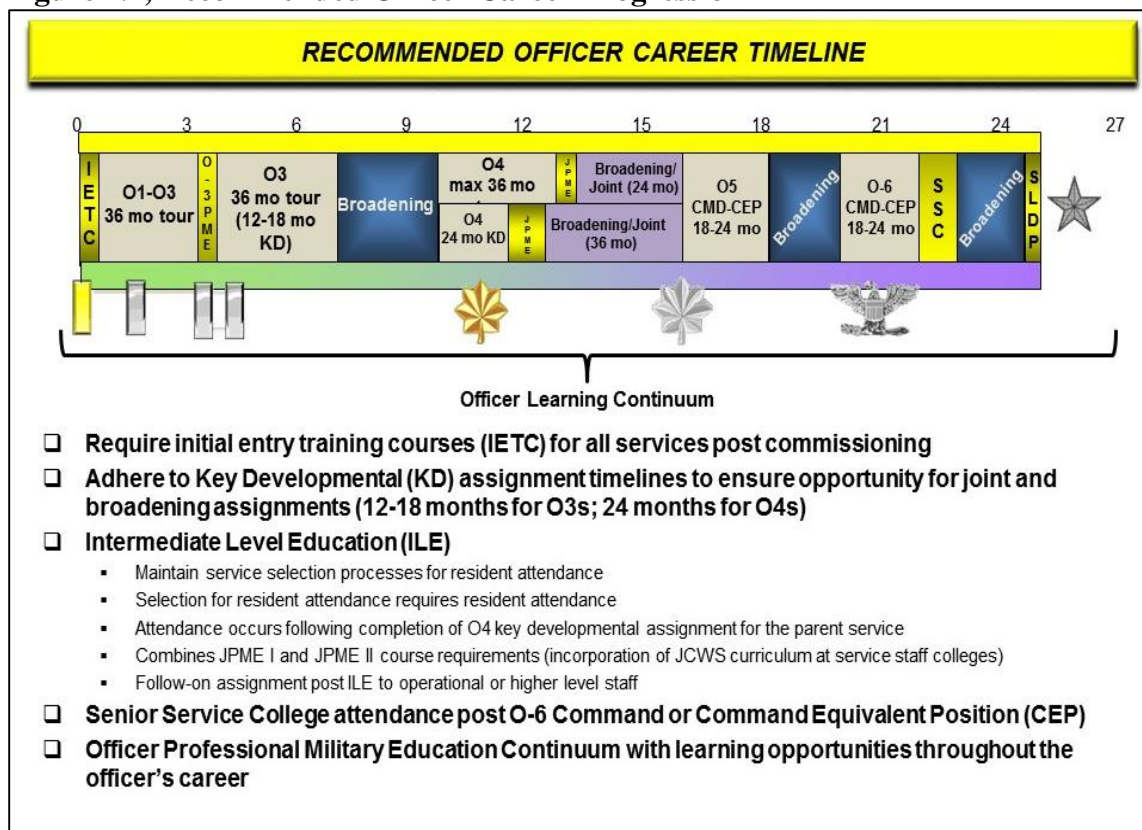 Figure Recommended Officer Career Progression
RECOMMENDED OFFICER CAREER TIMELINE
0 3 6 9 12 15 18 21 24 27
IETC
O1-O3
36 mo tour
O-3PME
O3
36 mo tour
(12-18 mo
KD)
Broadening
O4
max 36 mo
JPME
Broadening/
Joint (24 mo)
O4
24 mo KD
JPME
Broadening/Joint
(36 mo)
O5
CMD-CEP
18-24 mo
Broadening
O-6
CMD-CEP
18-24 mo
SSC
Broadening
SLDP
Officer Learning Continuum
❑ Require initial entry training courses (IETC) for all services post commissioning
❑ Adhere to Key Developmental (KD) assignment timelines to ensure opportunity for joint and
broadening assignments (12-18 months for O3s; 24 months for O4s)
❑ Intermediate Level Education (ILE)
▪ Maintain service selection processes for resident attendance
▪ Selection for resident attendance requires resident attendance
▪ Attendance occurs following completion of O4 key developmental assignment for the parent service
▪ Combines JPME I and JPME II course requirements (incorporation of JCWS curriculum at service staff colleges)
▪ Follow-on assignment post ILE to operational or higher level staff
❑ Senior Service College attendance post O-6 Command or Command Equivalent Position (CEP)
❑ Officer Professional Military Education Continuum with learning opportunities throughout the
officer's career